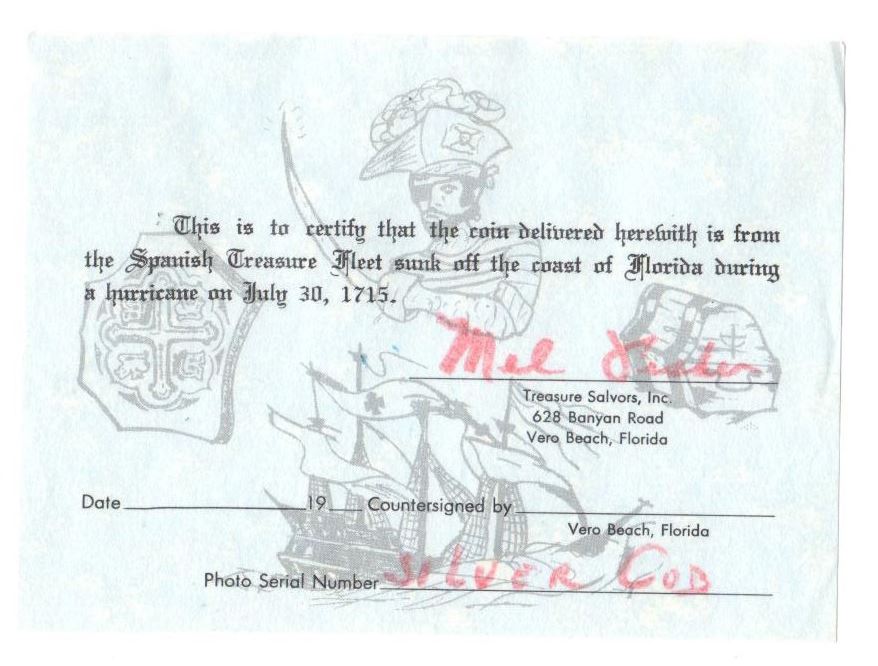 This is to certify that the coin delivered herewith is from
the Spanish Treasure Fleet sunk off the coast of Florida during
a hurricane on July 30, 1715.
Mel Fisher
Treasure Salvors, Inc.
628 Banyan Road
Vero Beach, Florida
Date 19 Countersigned by
Vero Beach, Florida
Photo Serial Number SILVER COB